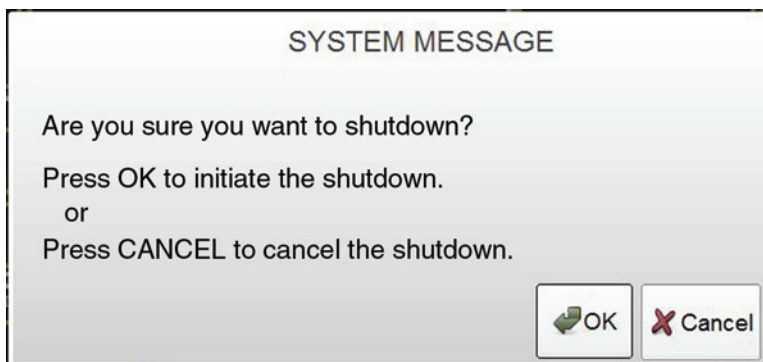 SYSTEM MESSAGE
Are you sure you want to shutdown?
Press OK to initiate the shutdown.
or
Press CANCEL to cancel the shutdown.
OK Cancel